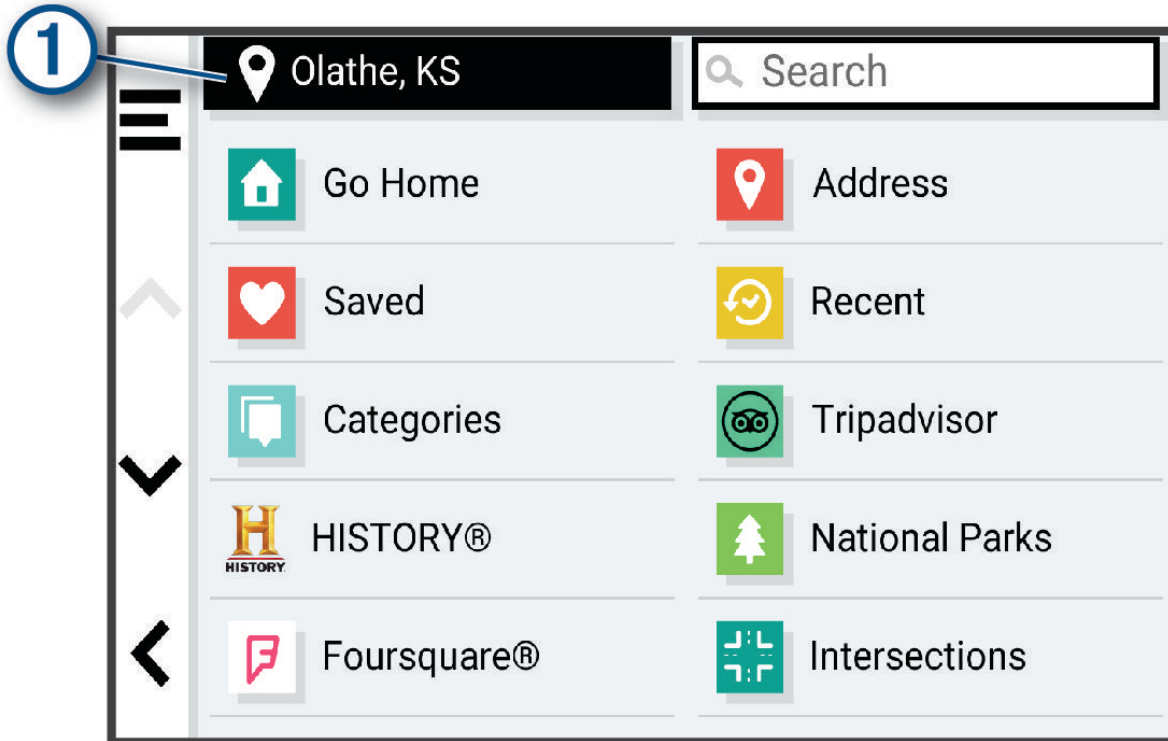 1
Olathe, KS
Search
Go Home
Address
Saved
Recent
Categories
Tripadvisor
HISTORY
HISTORY®
National Parks
Foursquare®
Intersections